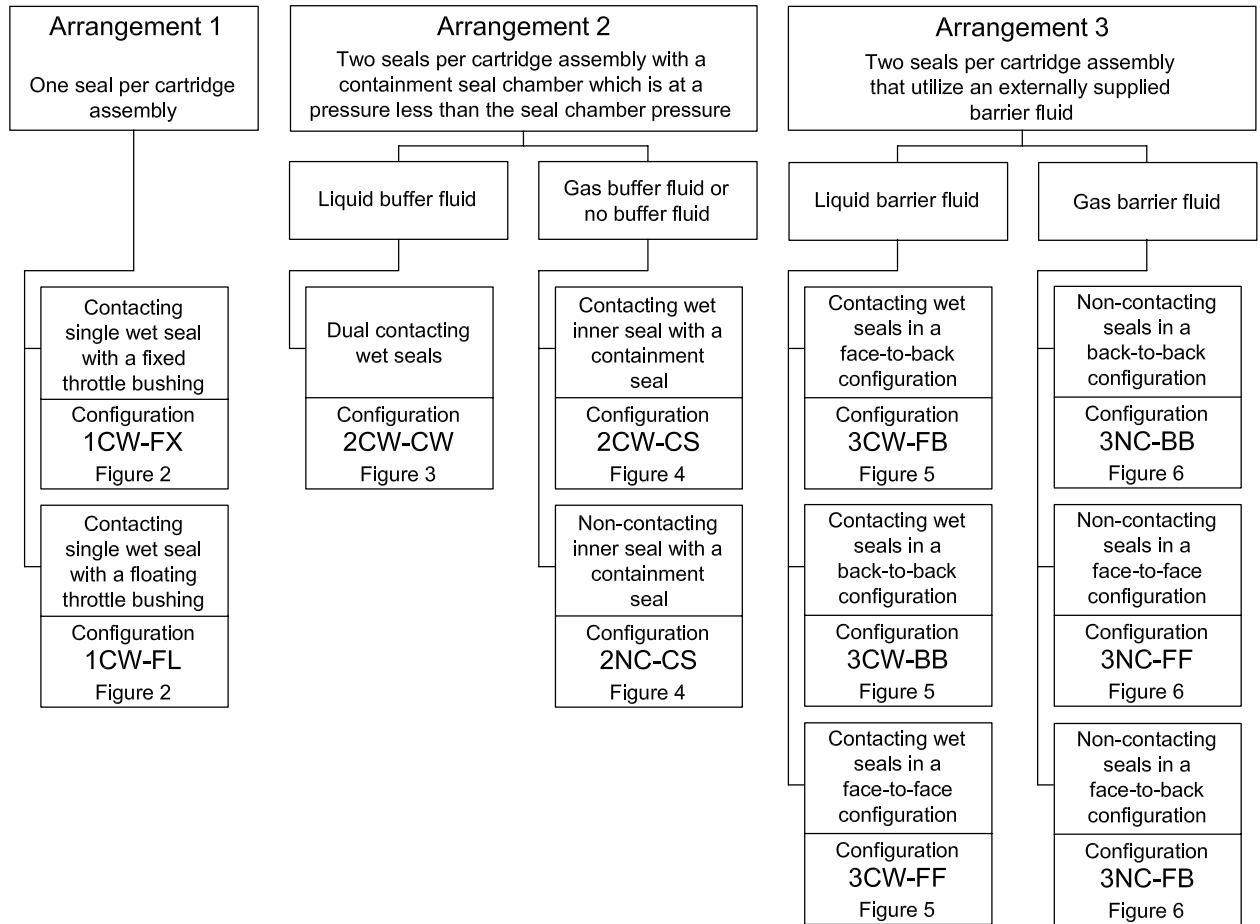 Arrangement 1
One seal per cartridge
assembly
Arrangement 2
Two seals per cartridge assembly with a
containment seal chamber which is at a
pressure less than the seal chamber pressure
Arrangement 3
Two seals per cartridge assembly
that utilize an externally supplied
barrier fluid
Liquid buffer fluid
Gas buffer fluid or
no buffer fluid
Liquid barrier fluid
Gas barrier fluid
Contacting
single wet seal
with a fixed
throttle bushing
Configuration
1CW-FX
Figure 2
Dual contacting
wet seals
Configuration
2CW-CW
Figure 3
Contacting wet
inner seal with a
containment
seal
Configuration
2CW-CS
Figure 4
Contacting wet
seals in a
face-to-back
configuration
Configuration
3CW-FB
Figure 5
Non-contacting
seals in a
back-to-back
configuration
Configuration
3NC-BB
Figure 6
Contacting
single wet seal
with a floating
throttle bushing
Configuration
1CW-FL
Figure 2
Non-contacting
inner seal with a
containment
seal
Configuration
2NC-CS
Figure 4
Contacting wet
seals in a
back-to-back
configuration
Configuration
3CW-BB
Figure 5
Non-contacting
seals in a
face-to-face
configuration
Configuration
3NC-FF
Figure 6
Contacting wet
seals in a
face-to-face
configuration
Configuration
3CW-FF
Figure 5
Non-contacting
seals in a
face-to-back
configuration
Configuration
3NC-FB
Figure 6